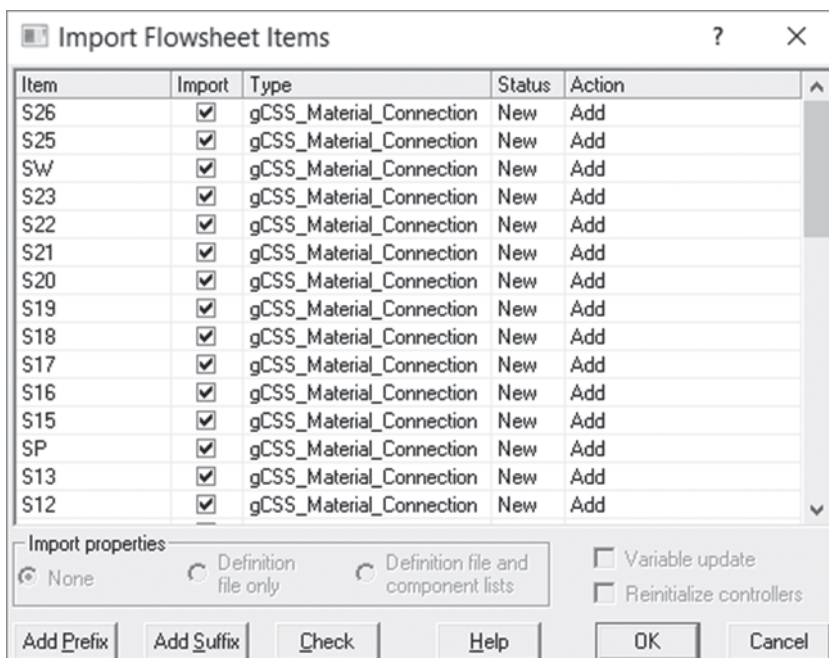 Import Flowsheet Items ?
Item Import Type Status Action
S26 gCSS_Material_Connection New Add
S25 gCSS_Material_Connection New Add
SW gCSS_Material_Connection New Add
S23 gCSS_Material_Connection New Add
S22 gCSS_Material_Connection New Add
S21 gCSS_Material_Connection New Add
S20 gCSS_Material_Connection New Add
S19 gCSS_Material_Connection New Add
S18 gCSS_Material_Connection New Add
S17 gCSS_Material_Connection New Add
S16 gCSS_Material_Connection New Add
S15 gCSS_Material_Connection New Add
SP gCSS_Material_Connection New Add
S13 gCSS_Material_Connection New Add
S12 gCSS_Material_Connection New Add
Import properties
None
Definition
file only
Definition file and
component lists
Variable update
Reinitialize controllers
Add Prefix Add Suffix Check Help OK Cancel